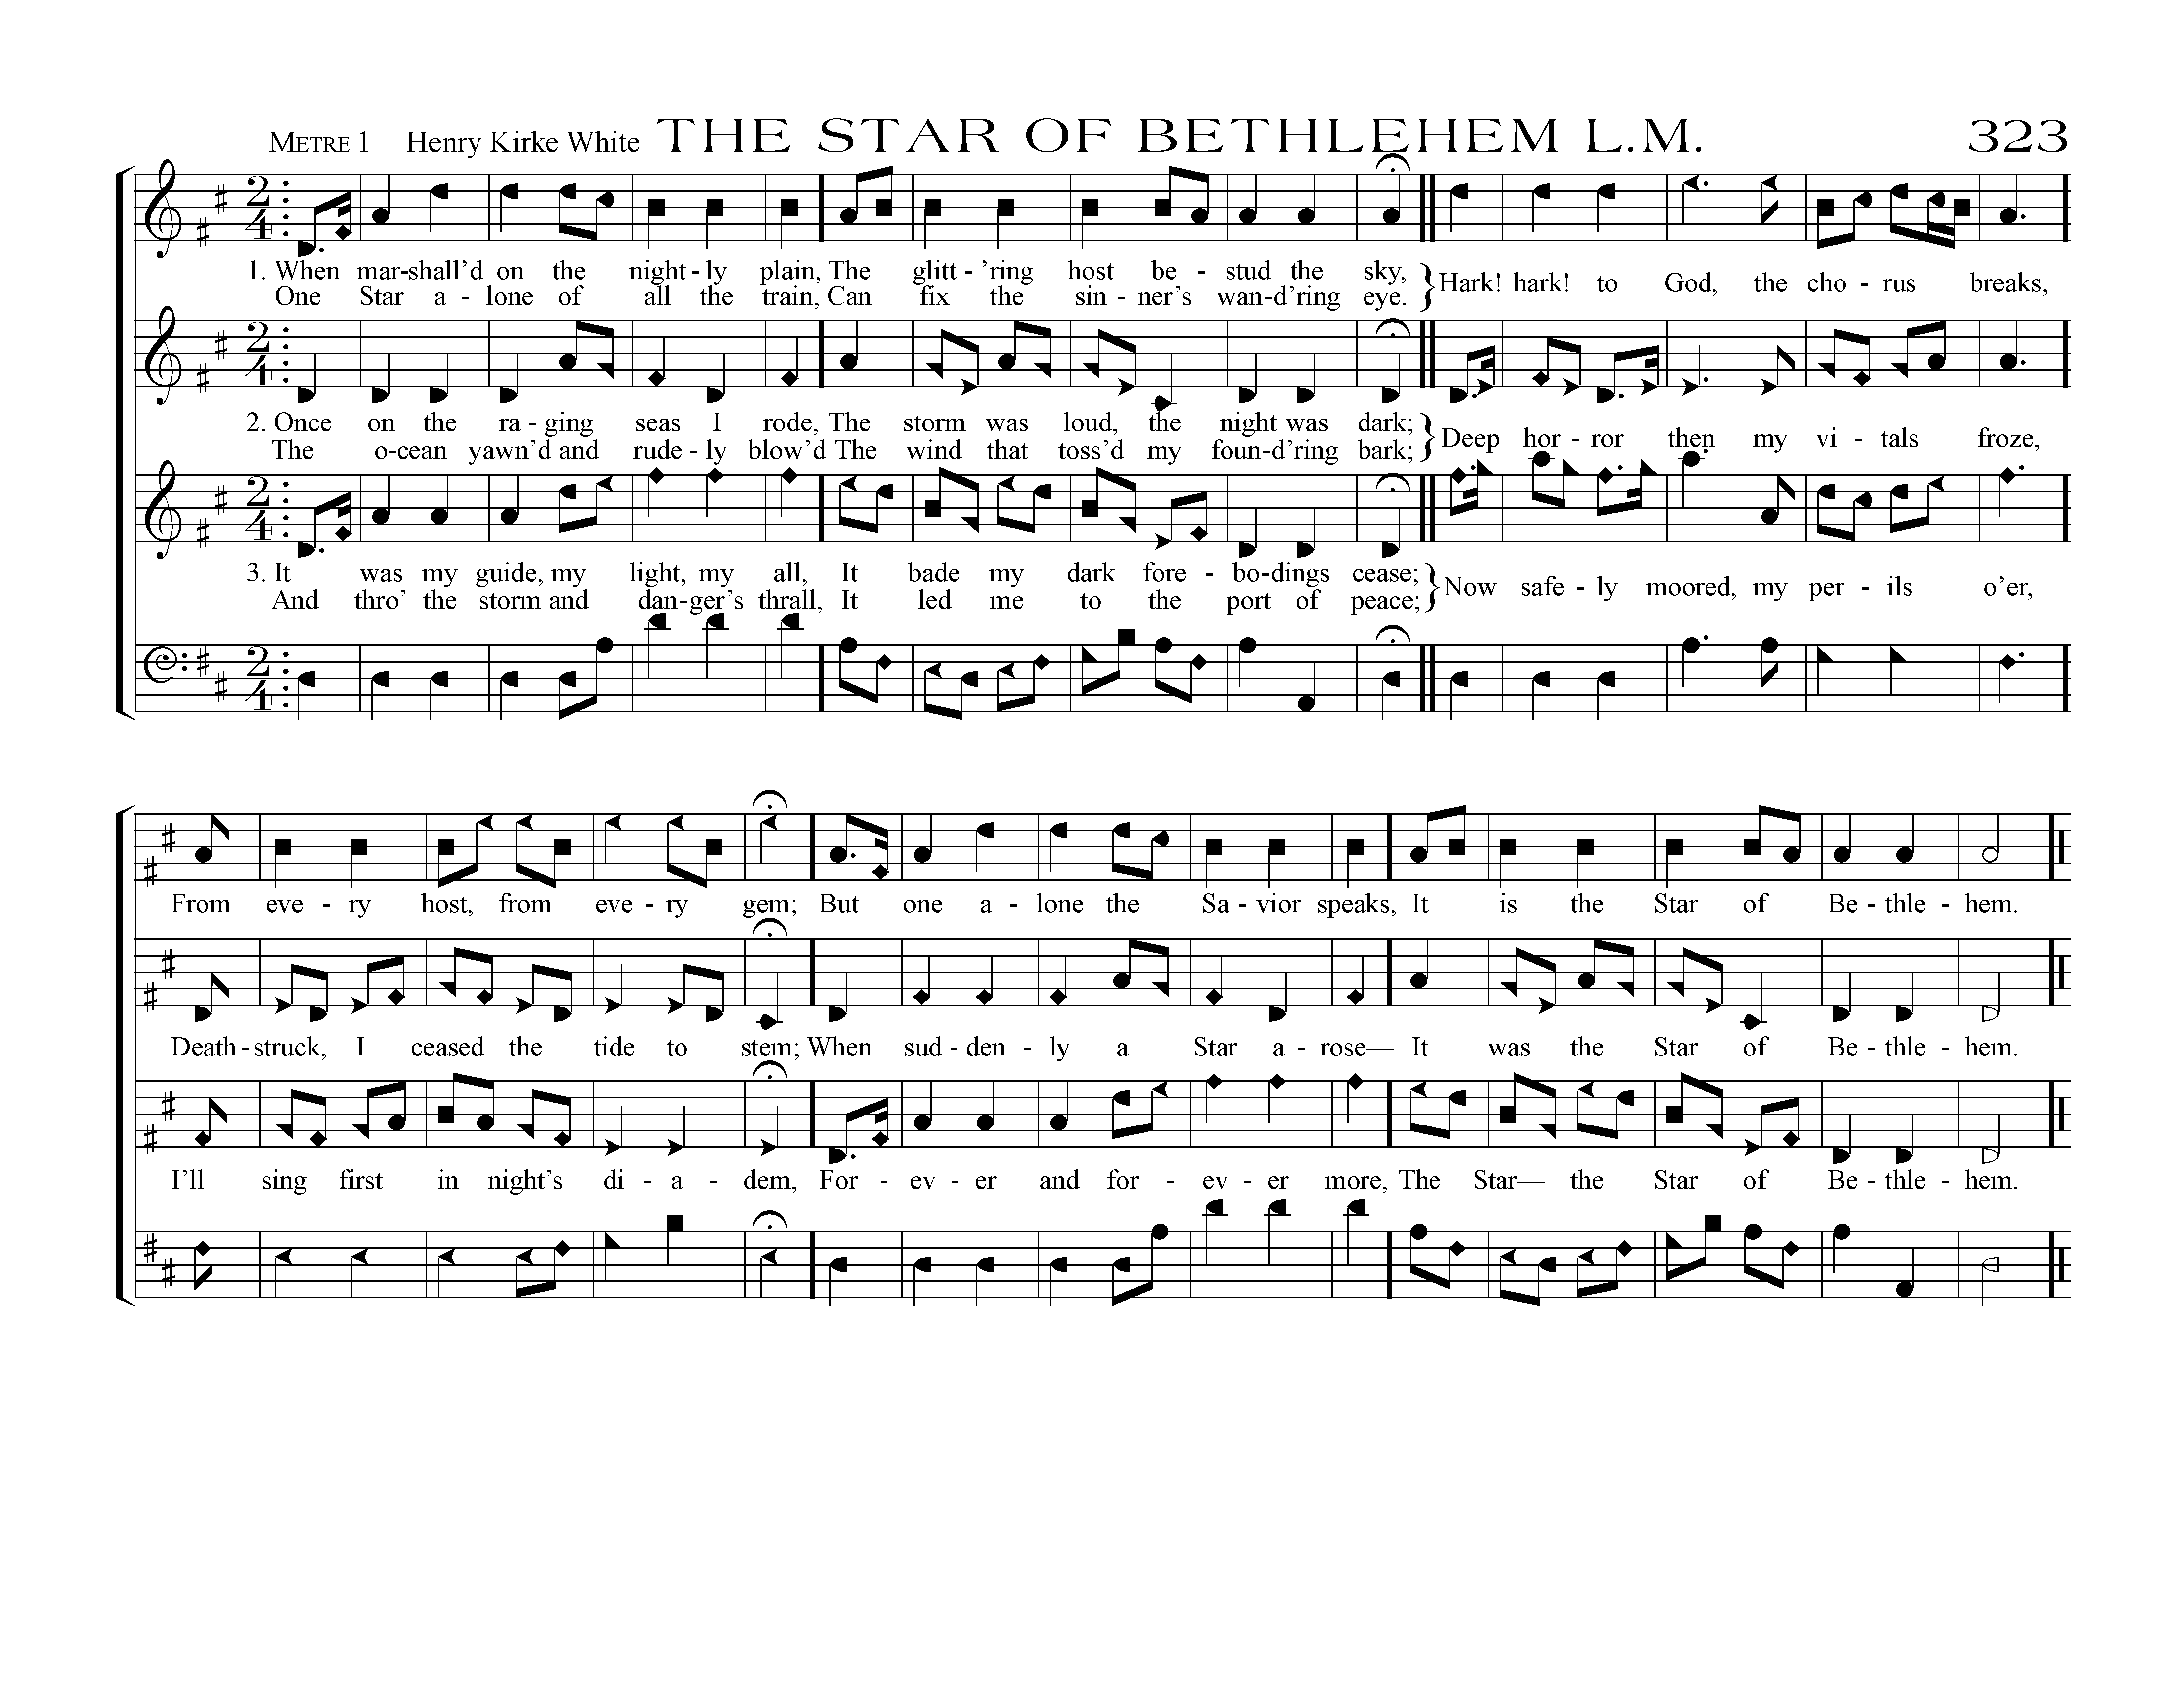 METRE 1 Henry Kirke White THE STAR OF BETHLEHEM L.M. 323
2 4
1. When mar-shall'd on the night-ly plain, The glitt-'ring host be-stud the sky,
One Star a-lone of all the train, Can fix the sin-ner's wan-d'ring eye.
} Hark! hark! to God, the cho-rus breaks,
2 4
2. Once on the ra-ging seas I rode, The storm was loud, the night was dark;
The o-cean yawn'd and rude-ly blow'd The wind that toss'd my foun-d'ring bark;
} Deep hor-ror then my vi-tals froze,
2 4
3. It was my guide, my light, my all, It bade my dark fore-bo-dings cease;
And thro' the storm and dan-ger's thrall, It led me to the port of peace;
} Now safe-ly moored, my per-ils o'er,
2 4
From eve-ry host, from eve-ry gem; But one a-lone the Sa-vior speaks, It is the Star of Be-thle-hem.
Death-struck, I ceased the tide to stem; When sud-den-ly a Star a-rose— It was the Star of Be-thle-hem.
I'll sing first in night's di-a-dem, For-ev-er and for-ev-er more, The Star— the Star of Be-thle-hem.